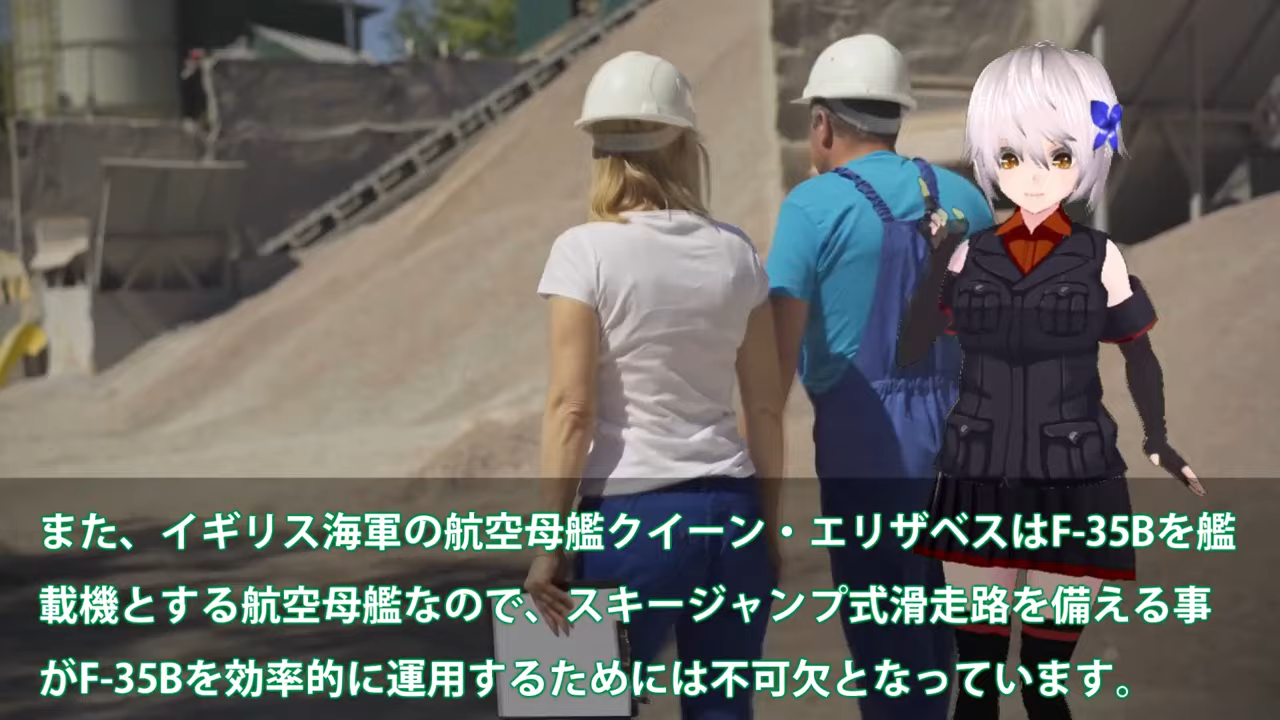 また、イギリス海軍の航空母艦クイーン・エリザベスはF-35Bを艦
載機とする航空母艦なので、スキージャンプ式滑走路を備える事
がF-35Bを効率的に運用するためには不可欠となっています。